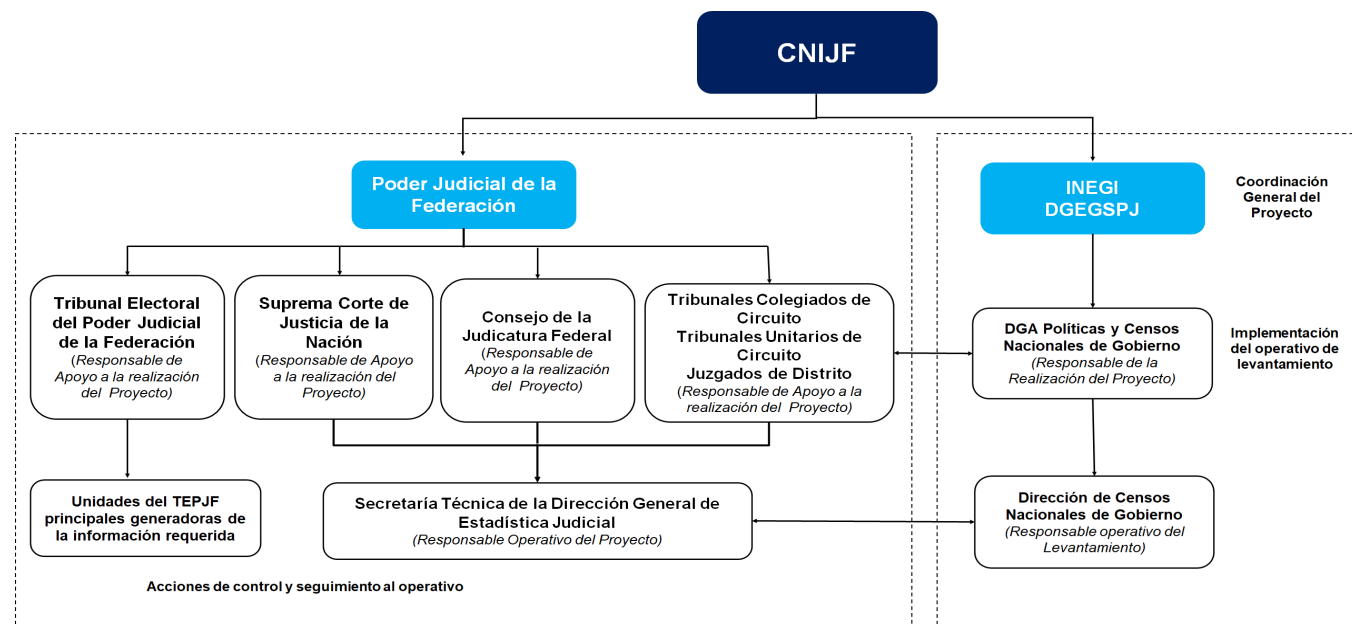 CNIJF
Poder Judicial de la
Federación
INEGI
DGEGSPJ
Coordinación
General del
Proyecto
Tribunal Electoral
del Poder Judicial
de la Federación
(Responsable de
Apoyo a la realización
del Proyecto)
Suprema Corte de
Justicia de la
Nación
(Responsable de Apoyo
a la realización del
Proyecto)
Consejo de la
Judicatura Federal
(Responsable de
Apoyo a la realización
del Proyecto)
Tribunales Colegiados de
Circuito
Tribunales Unitarios de
Circuito
Juzgados de Distrito
(Responsable de Apoyo a la
realización del Proyecto)
DGA Políticas y Censos
Nacionales de Gobierno
(Responsable de la
Realización del Proyecto)
Implementación
del operativo de
levantamiento
Unidades del TEPJF
principales generadoras de
la información requerida
Secretaría Técnica de la Dirección General de
Estadística Judicial
(Responsable Operativo del Proyecto)
Dirección de Censos
Nacionales de Gobierno
(Responsable operativo del
Levantamiento)
Acciones de control y seguimiento al operativo